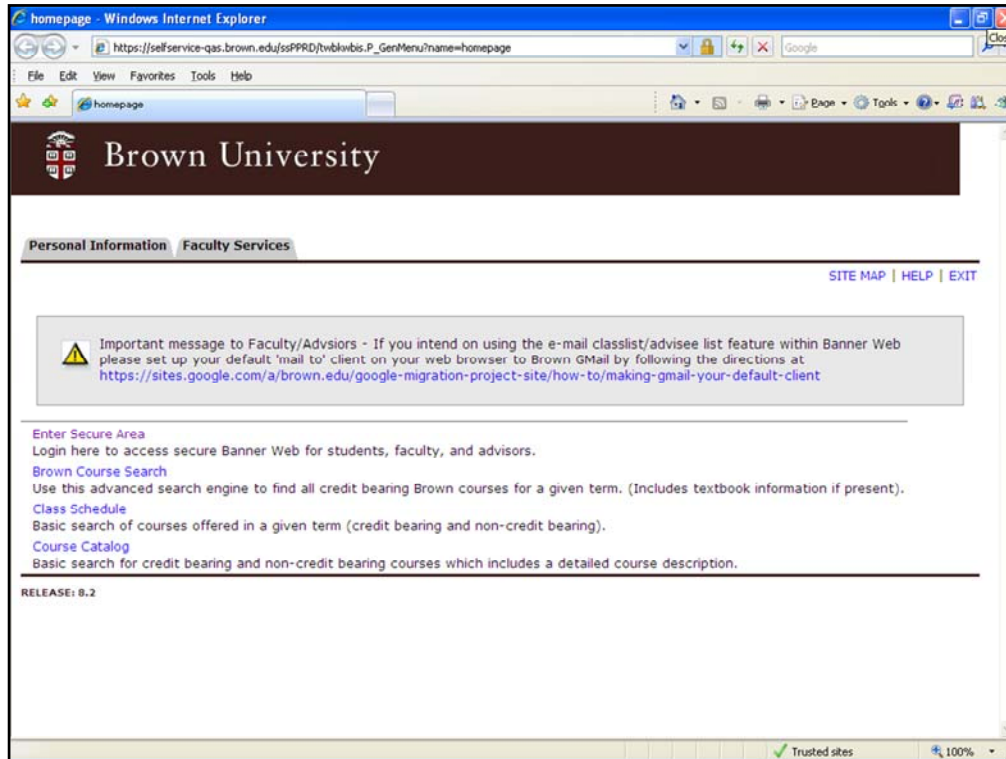 homepage - Windows Internet Explorer
https://selfservice-qas.brown.edu/ssPPRD/twbkwbis.P_GenMenu?name=homepage
Google
Clos
File Edit View Favorites Tools Help
homepage
Page Tools
Brown University
Personal Information Faculty Services
SITE MAP | HELP | EXIT
Important message to Faculty/Advsiors - If you intend on using the e-mail classlist/advisee list feature within Banner Web
please set up your default 'mail to' client on your web browser to Brown GMail by following the directions at
https://sites.google.com/a/brown.edu/google-migration-project-site/how-to/making-gmail-your-default-client
Enter Secure Area
Login here to access secure Banner Web for students, faculty, and advisors.
Brown Course Search
Use this advanced search engine to find all credit bearing Brown courses for a given term. (Includes textbook information if present).
Class Schedule
Basic search of courses offered in a given term (credit bearing and non-credit bearing).
Course Catalog
Basic search for credit bearing and non-credit bearing courses which includes a detailed course description.
RELEASE: 8.2
Trusted sites
100%